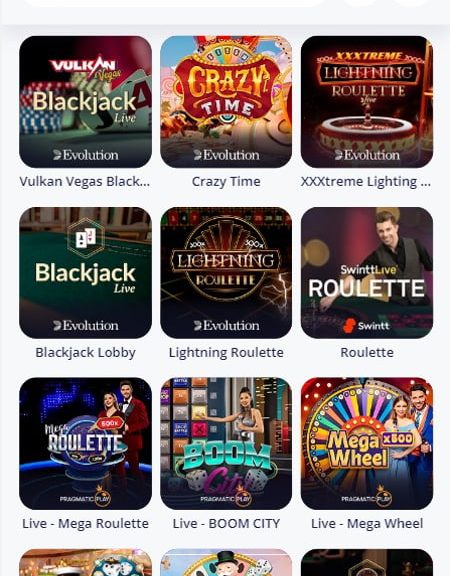 VULKAN
Vegas
Blackjack
Live
Evolution
CRAZY
TIME
Evolution
XXXTREME
LIGHTNING
ROULETTE
Live
Evolution
Vulkan Vegas Black...
Crazy Time
XXXtreme Lighting ...
Blackjack
Live
Evolution
300x
LIGHTNING
ROULETTE
Evolution
SwinttLive
ROULETTE
Swintt
Blackjack Lobby
Lightning Roulette
Roulette
500x
Mega
ROULETTE
PRAGMATIC PLAY
BOOM
City
PRAGMATIC PLAY
Mega
Wheel
x500
PRAGMATIC PLAY
Live - Mega Roulette
Live - BOOM CITY
Live - Mega Wheel